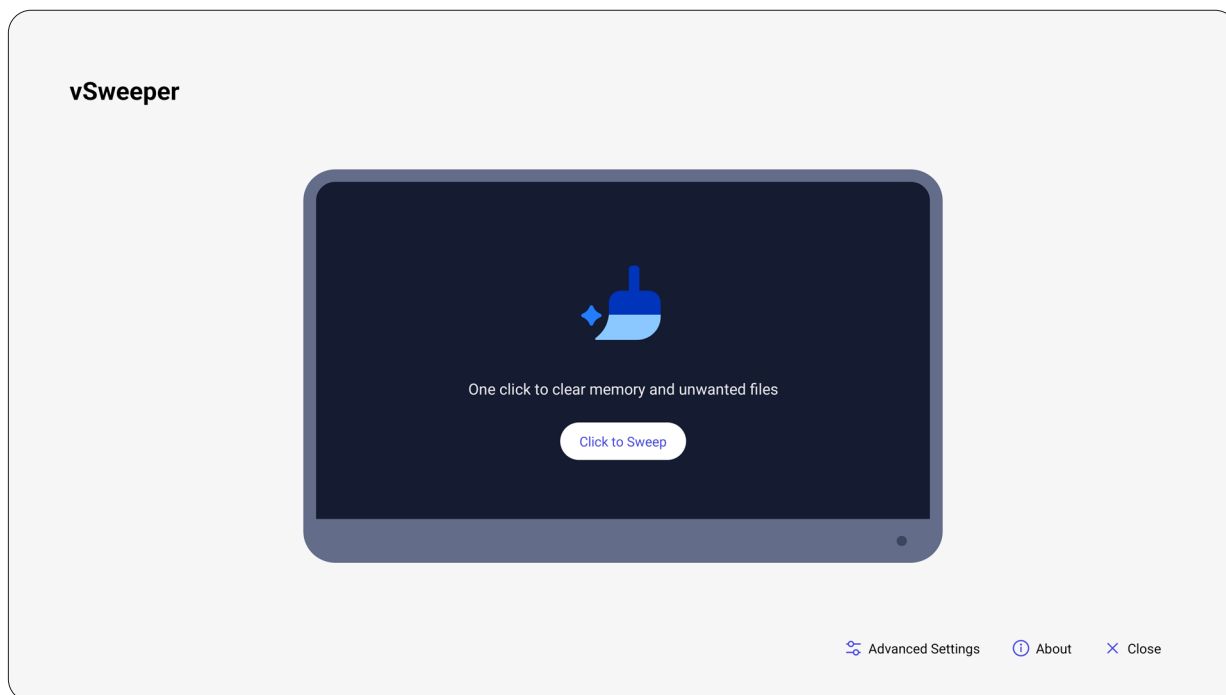 vSweeper
One click to clear memory and unwanted files
Click to Sweep
Advanced Settings
About
Close